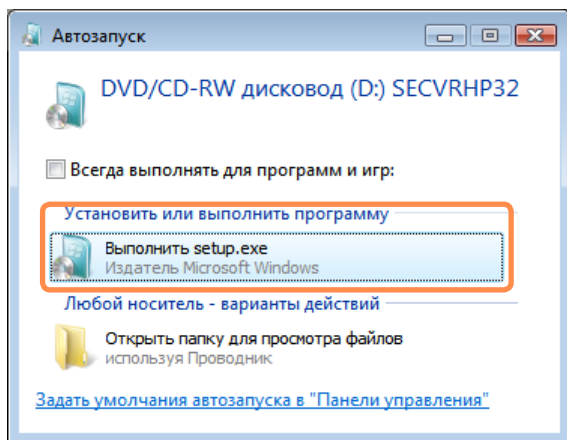 Автозапуск
DVD/CD-RW дисковод (D:) SECVRHP32
Всегда выполнять для программ и игр:
Установить или выполнить программу
Выполнить setup.exe
Издатель Microsoft Windows
Любой носитель - варианты действий
Открыть папку для просмотра файлов
используя Проводник
Задать умолчания автозапуска в "Панели управления"